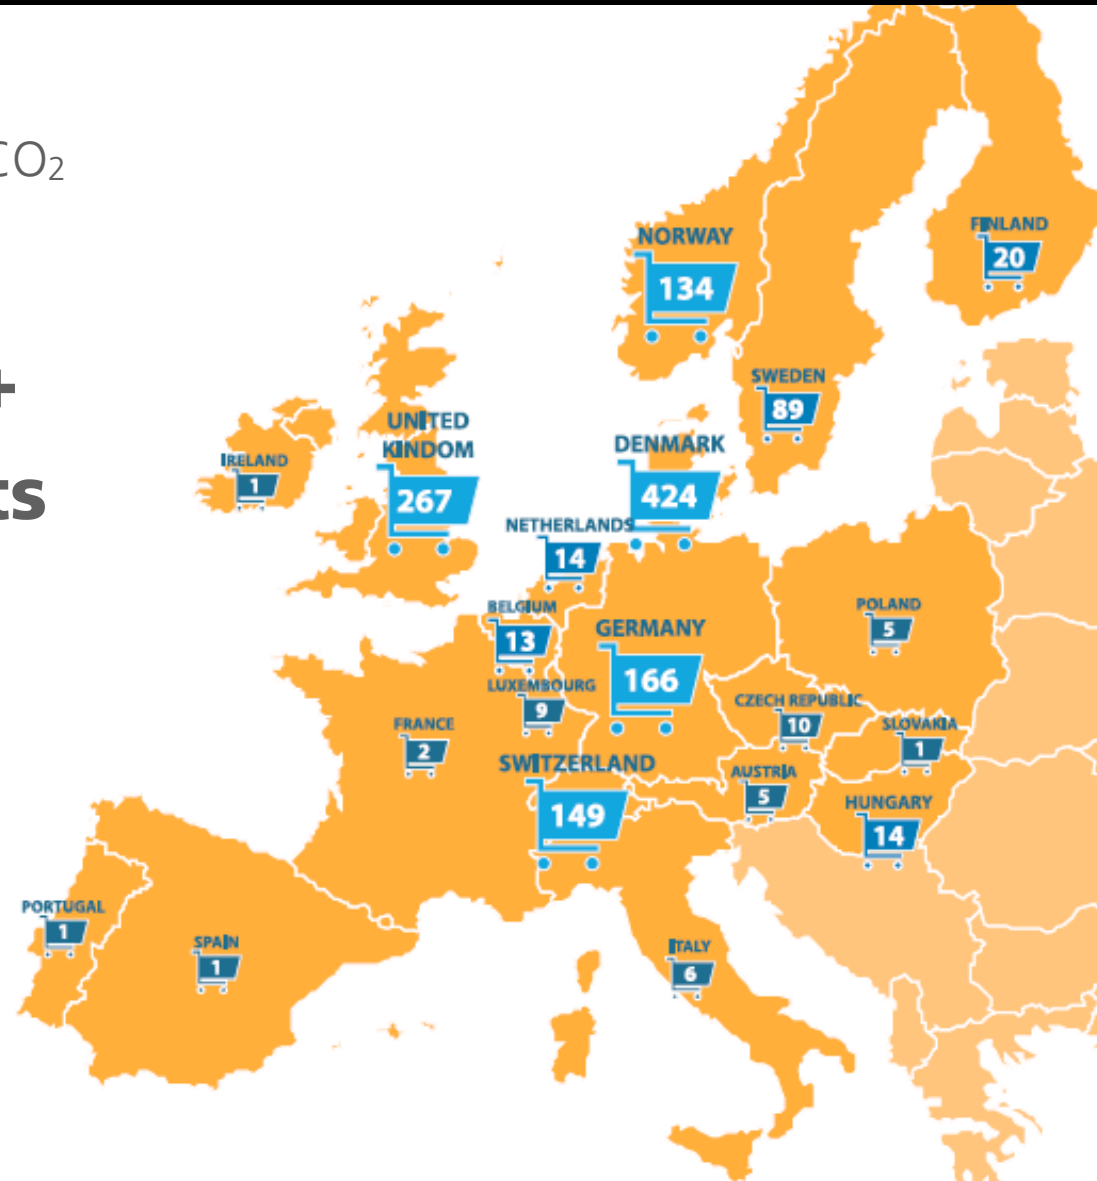 CO₂
+
ts
NORWAY
134
FINLAND
20
SWEDEN
89
UNITED
KINDOM
267
DENMARK
424
IRELAND
1
NETHERLANDS
14
BELGIUM
13
GERMANY
166
POLAND
5
LUXEMBOURG
9
CZECH REPUBLIC
10
SLOVAKIA
1
FRANCE
2
SWITZERLAND
149
AUSTRIA
5
HUNGARY
14
PORTUGAL
1
SPAIN
1
ITALY
6